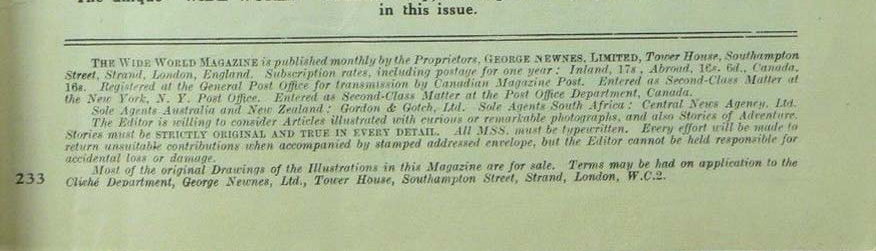 in this issue.
THE WIDE WORLD MAGAZINE is published monthly by the Proprietors, GEORGE NEWNES, LIMITED, Tower House, Southampton
Street, Strand, London, England. Subscription rates, including postage for one year: Inland, 17s., Abroad, 16s. 6d., Canada,
16s. Registered at the General Post Office for transmission by Canadian Magazine Post. Entered as Second-Class Matter at
the New York, N. Y. Post Office. Entered as Second-Class Matter at the Post Office Department, Canada.
Sole Agents Australia and New Zealand: Gordon & Gotch, Ltd. Sole Agents South Africa: Central News Agency, Ltd.
The Editor is willing to consider Articles illustrated with curious or remarkable photographs, and also Stories of Adventure.
Stories must be STRICTLY ORIGINAL AND TRUE IN EVERY DETAIL. All MSS. must be typewritten. Every effort will be made to
return unsuitable contributions when accompanied by stamped addressed envelope, but the Editor cannot be held responsible for
accidental loss or damage.
Most of the original Drawings of the Illustrations in this Magazine are for sale. Terms may be had on application to the
Cliché Department, George Newnes, Ltd., Tower House, Southampton Street, Strand, London, W.C.2.
233